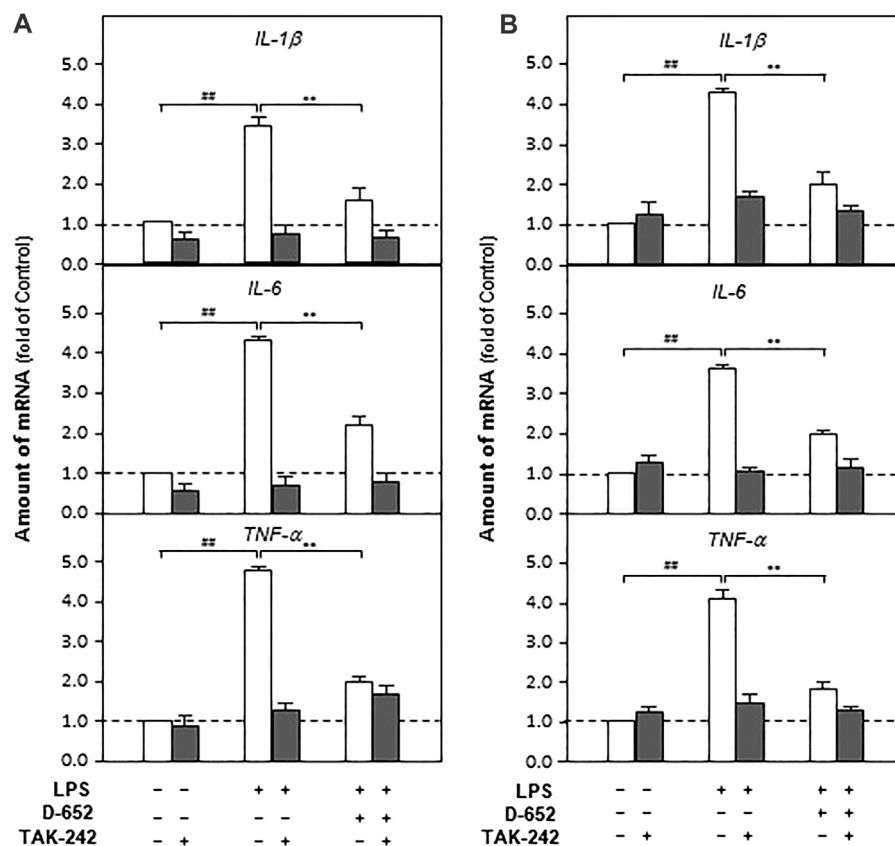 A
IL-1β
## **
5.0
4.0
3.0
2.0
1.0
0.0
IL-6
## **
5.0
4.0
3.0
2.0
1.0
0.0
TNF-α
## **
5.0
4.0
3.0
2.0
1.0
0.0
Amount of mRNA (fold of Control)
LPS - - + + + +
D-652 - - - - + +
TAK-242 - + - + - +
B
IL-1β
## **
5.0
4.0
3.0
2.0
1.0
0.0
IL-6
## **
5.0
4.0
3.0
2.0
1.0
0.0
TNF-α
## **
5.0
4.0
3.0
2.0
1.0
0.0
Amount of mRNA (fold of Control)
LPS - - + + + +
D-652 - - - - + +
TAK-242 - + - + - +